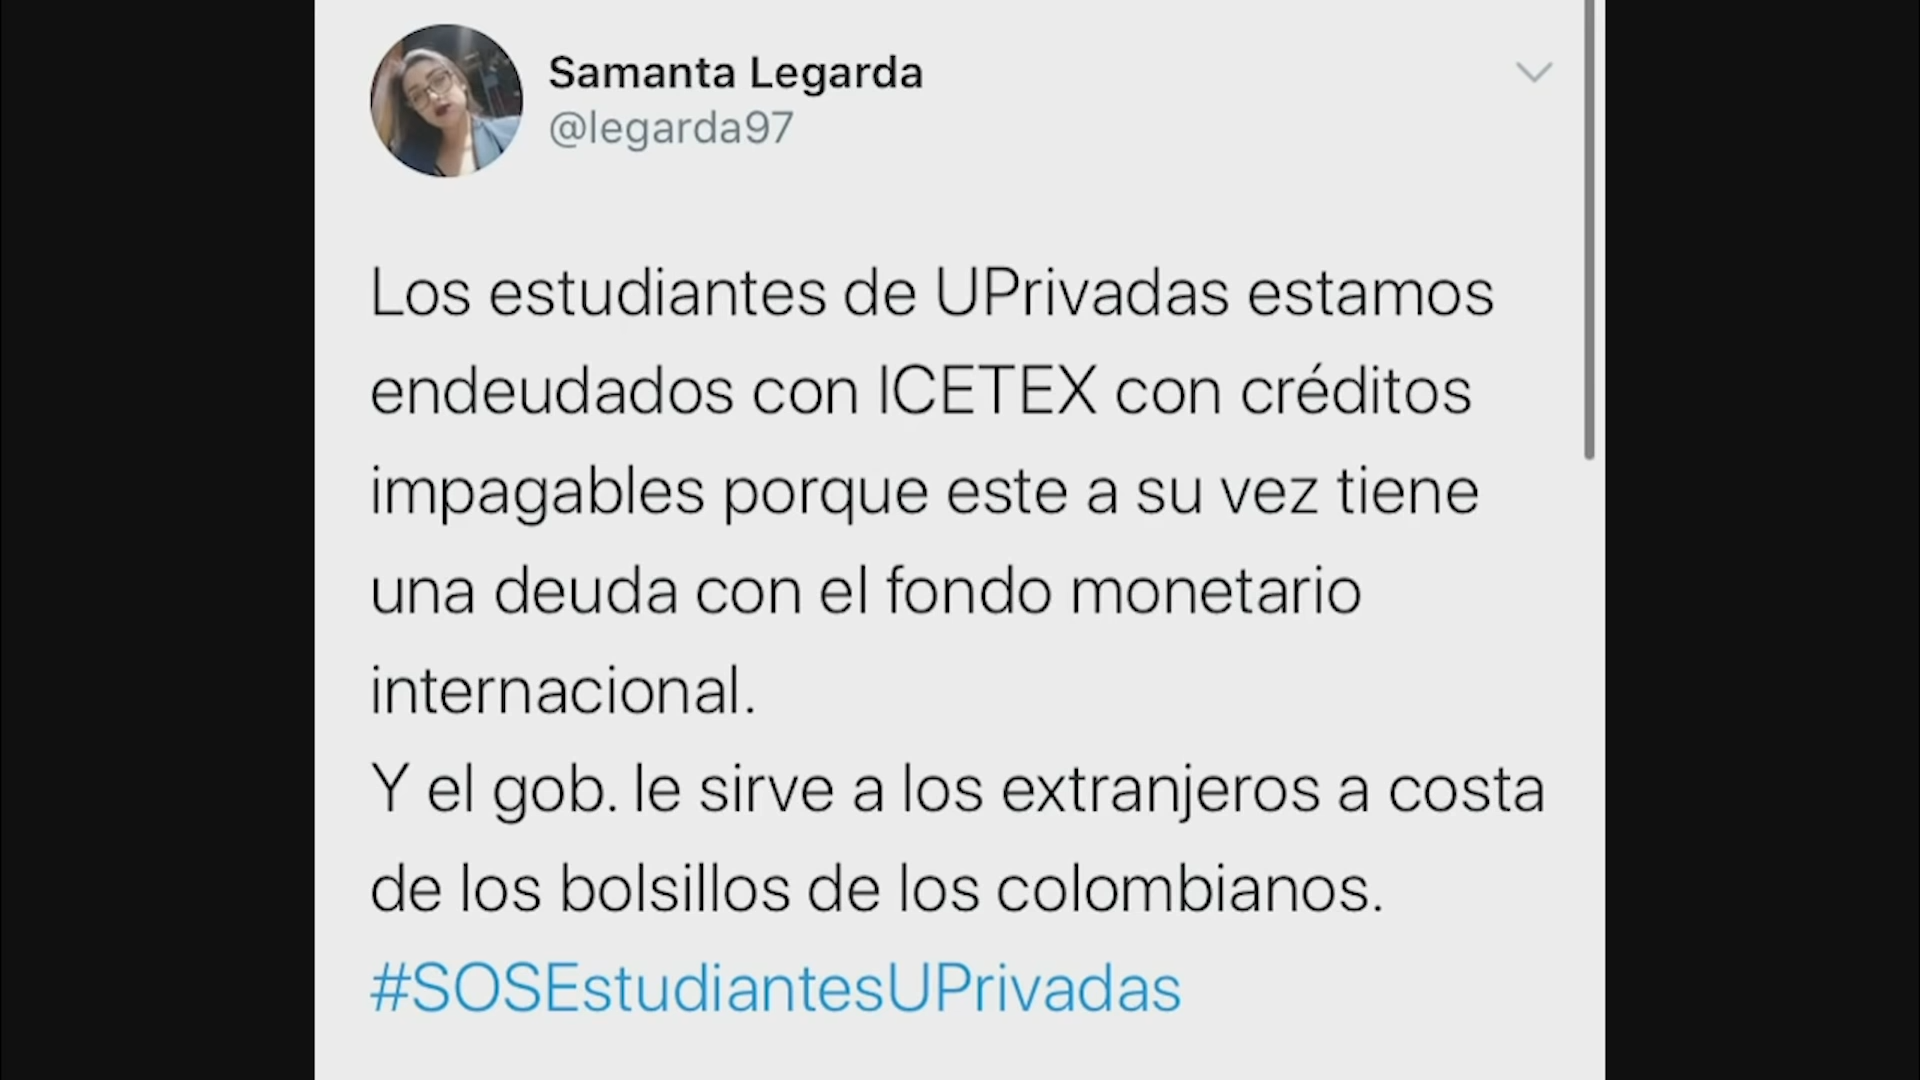 Samanta Legarda
@legarda97
Los estudiantes de UPrivadas estamos
endeudados con ICETEX con créditos
impagables porque este a su vez tiene
una deuda con el fondo monetario
internacional.
Y el gob. le sirve a los extranjeros a costa
de los bolsillos de los colombianos.
#SOSEstudiantesUPrivadas